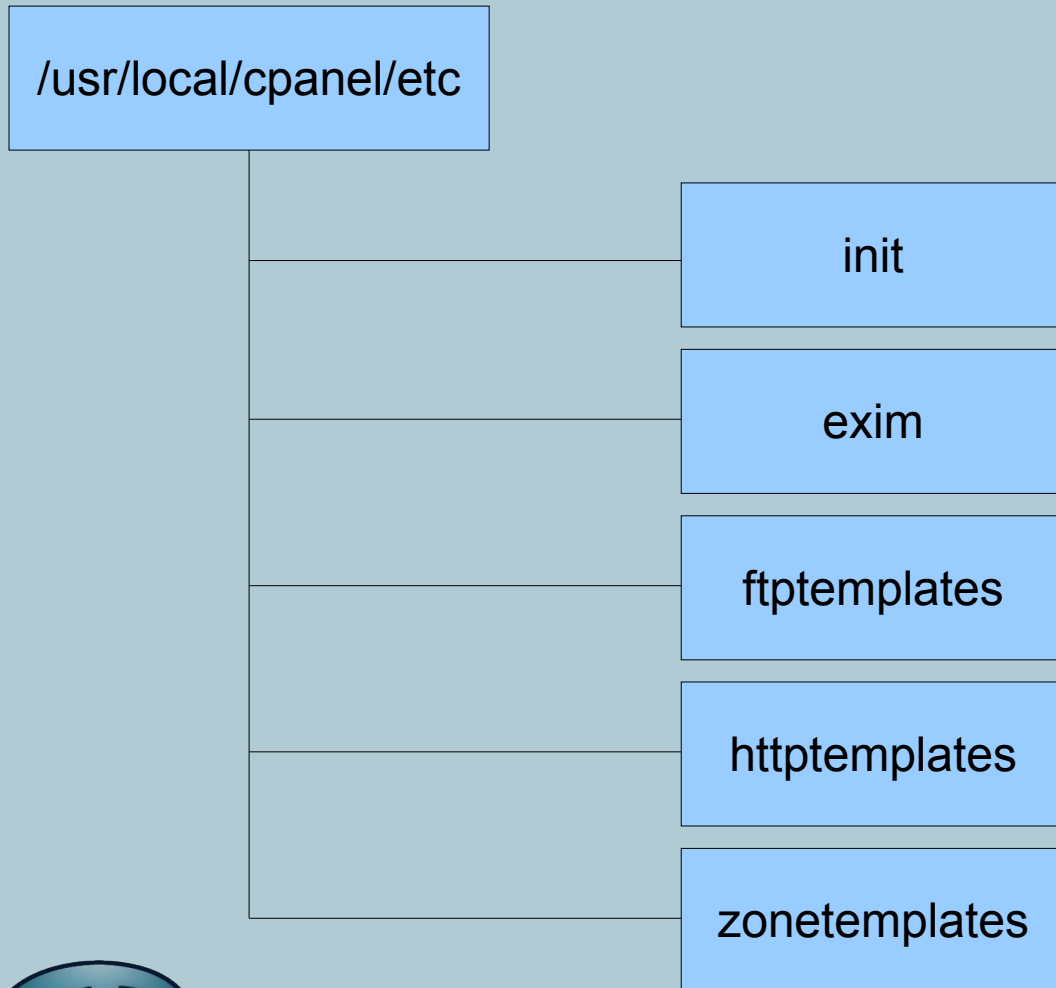 /usr/local/cpanel/etc
init
exim
ftptemplates
httptemplates
zonetemplates